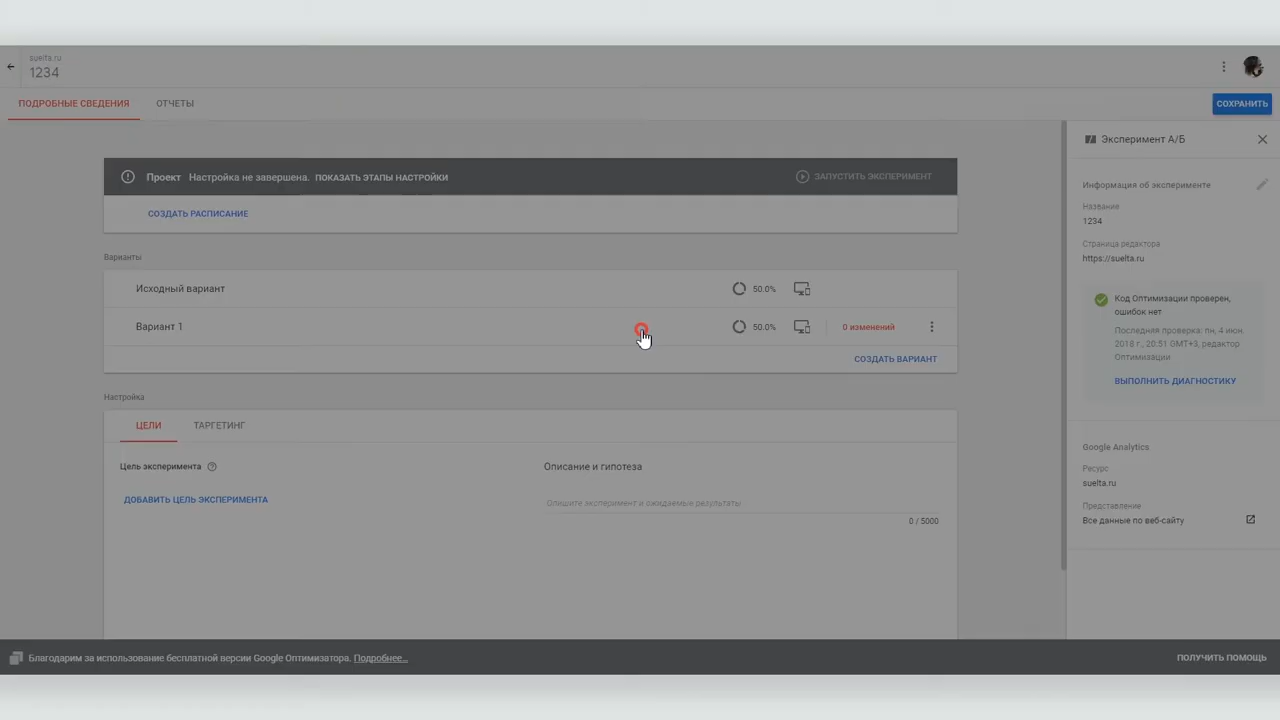 suelta.ru
1234
ПОДРОБНЫЕ СВЕДЕНИЯ
ОТЧЕТЫ
СОХРАНИТЬ
Проект Настройка не завершена. ПОКАЗАТЬ ЭТАПЫ НАСТРОЙКИ
ЗАПУСТИТЬ ЭКСПЕРИМЕНТ
СОЗДАТЬ РАСПИСАНИЕ
Варианты
Исходный вариант
50.0%
Вариант 1
50.0%
0 изменений
СОЗДАТЬ ВАРИАНТ
Настройка
ЦЕЛИ
ТАРГЕТИНГ
Цель эксперимента
ДОБАВИТЬ ЦЕЛЬ ЭКСПЕРИМЕНТА
Описание и гипотеза
Опишите эксперимент и ожидаемые результаты
0 / 5000
Эксперимент А/Б
Информация об эксперименте
Название
1234
Страница редактора
https://suelta.ru
Код Оптимизации проверен,
ошибок нет
Последняя проверка: пн, 4 июн.
2018 г., 20:51 GMT+3, редактор
Оптимизации
ВЫПОЛНИТЬ ДИАГНОСТИКУ
Google Analytics
Ресурс
suelta.ru
Представление
Все данные по веб-сайту
Благодарим за использование бесплатной версии Google Оптимизатора. Подробнее...
ПОЛУЧИТЬ ПОМОЩЬ